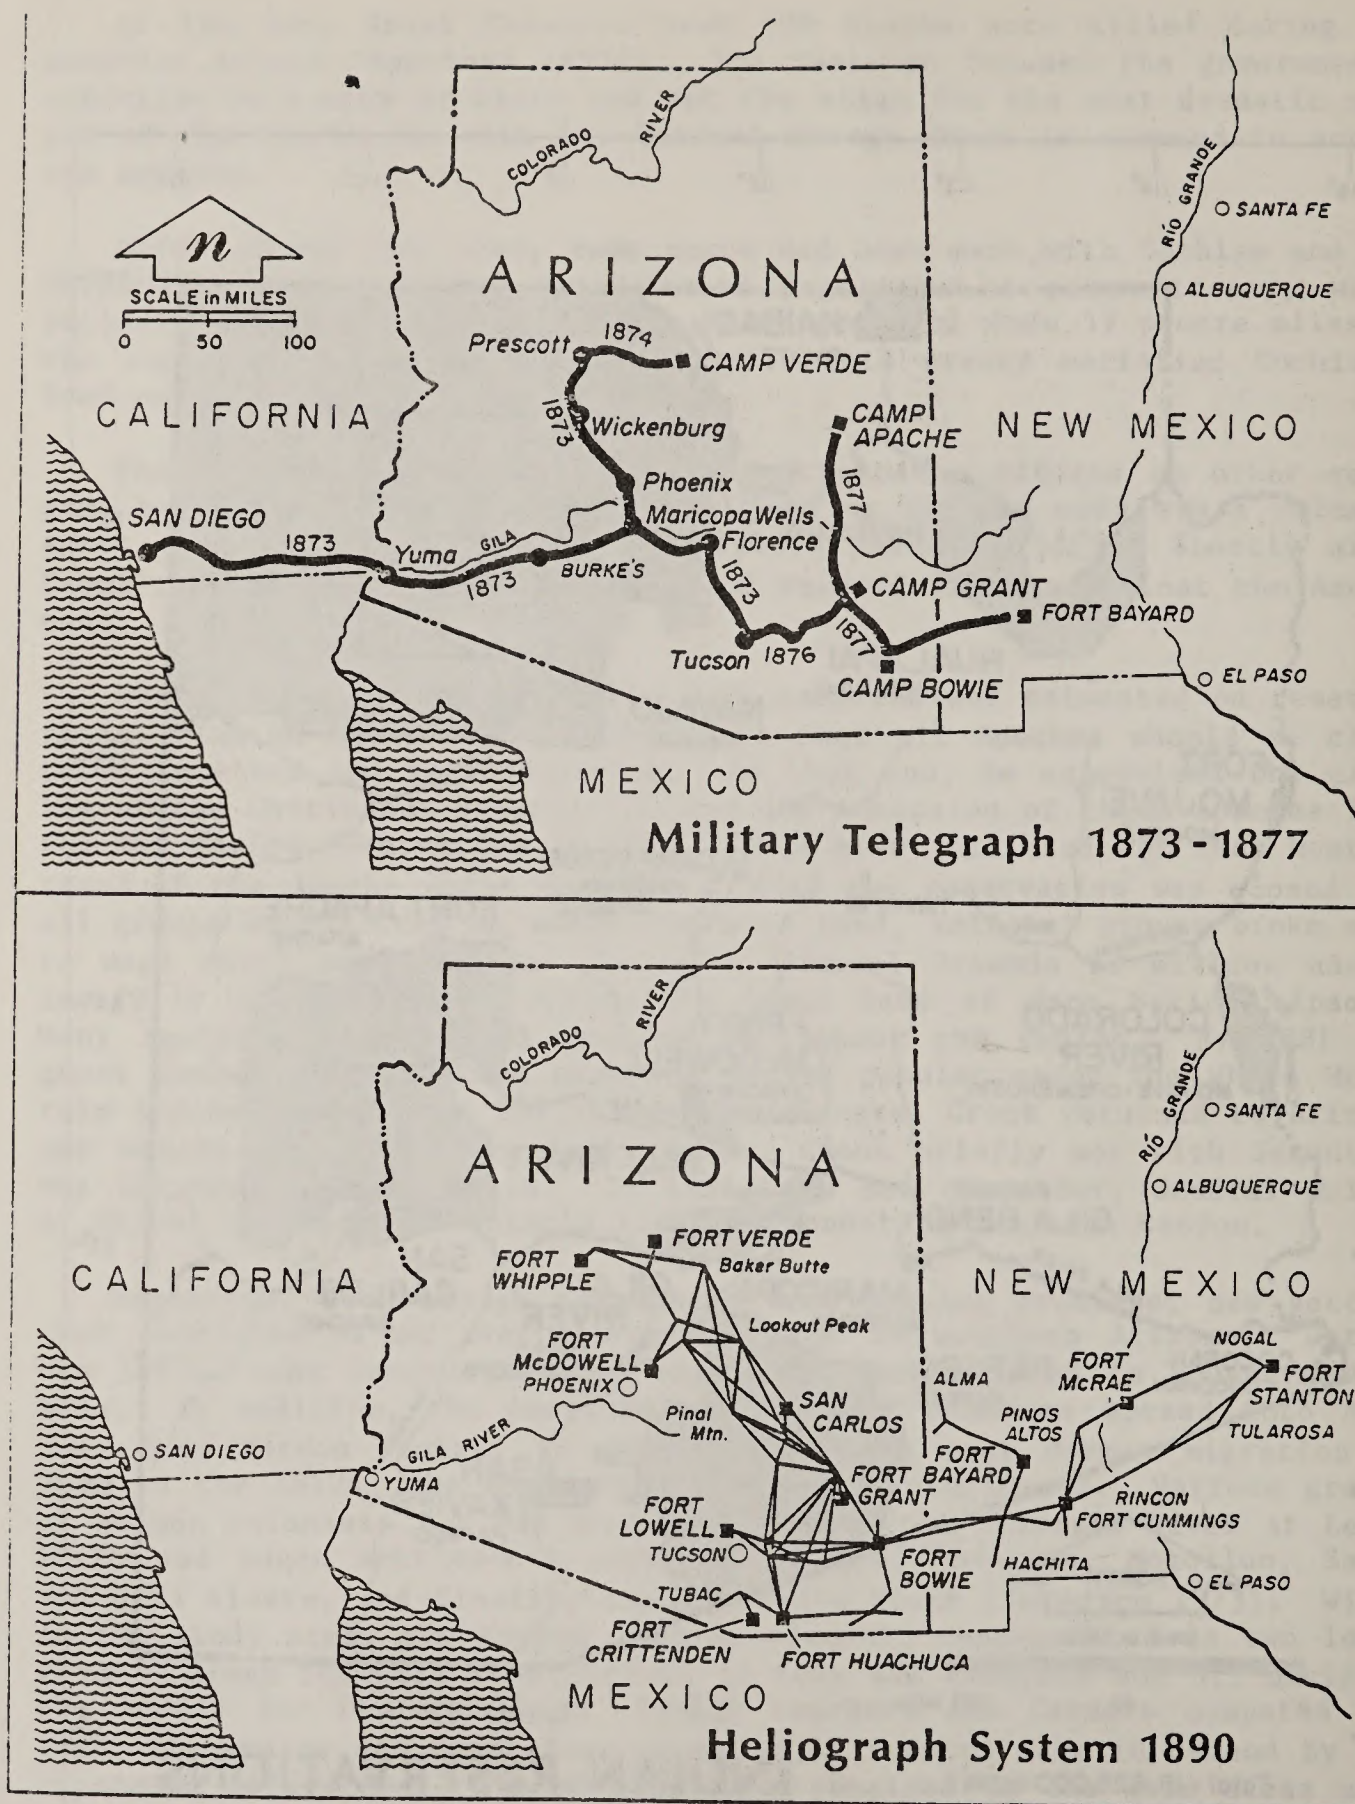 COLORADO
RIVER
RÍO GRANDE
SANTA FE
n
ARIZONA
ALBUQUERQUE
SCALE in MILES
0 50 100
1874
Prescott
CAMP VERDE
CALIFORNIA
1873
Wickenburg
CAMP
APACHE
NEW MEXICO
Phoenix
1877
SAN DIEGO
1873
Maricopa Wells
Yuma
GILA
Florence
BURKE'S
1873
1873
CAMP GRANT
FORT BAYARD
1877
Tucson
1876
CAMP BOWIE
EL PASO
MEXICO
Military Telegraph 1873-1877
COLORADO
RIVER
RÍO GRANDE
SANTA FE
ARIZONA
ALBUQUERQUE
FORT VERDE
FORT
WHIPPLE
Baker Butte
CALIFORNIA
NEW MEXICO
Lookout Peak
NOGAL
FORT
McDOWELL
FORT
McRAE
FORT
STANTON
PHOENIX
ALMA
SAN
CARLOS
PINOS
ALTOS
Pinal
Mtn.
TULAROSA
SAN DIEGO
GILA RIVER
YUMA
FORT
BAYARD
FORT
GRANT
FORT
LOWELL
RINCON
FORT CUMMINGS
TUCSON
FORT
BOWIE
HACHITA
EL PASO
TUBAC
FORT
CRITTENDEN
FORT HUACHUCA
MEXICO
Heliograph System 1890